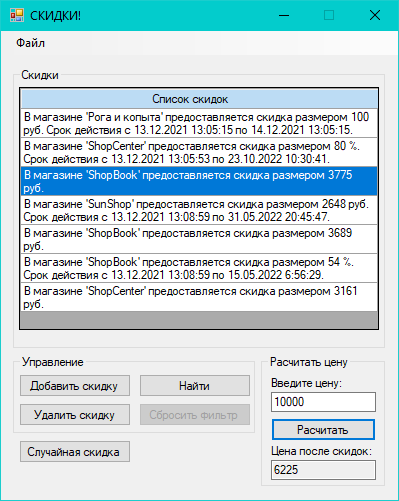 СКИДКИ!
Файл
Скидки
Список скидок
В магазине 'Рога и копыта' предоставляется скидка размером 100
руб. Срок действия с 13.12.2021 13:05:15 по 14.12.2021 13:05:15.
В магазине 'ShopCenter' предоставляется скидка размером 80 %.
Срок действия с 13.12.2021 13:05:53 по 23.10.2022 10:30:41.
В магазине 'ShopBook' предоставляется скидка размером 3775
руб.
В магазине 'SunShop' предоставляется скидка размером 2648 руб.
Срок действия с 13.12.2021 13:08:59 по 31.05.2022 20:45:47.
В магазине 'ShopBook' предоставляется скидка размером 3689
руб.
В магазине 'ShopBook' предоставляется скидка размером 54 %.
Срок действия с 13.12.2021 13:08:59 по 15.05.2022 6:56:29.
В магазине 'ShopCenter' предоставляется скидка размером 3161
руб.
Управление
Добавить скидку
Найти
Удалить скидку
Сбросить фильтр
Случайная скидка
Расчитать цену
Введите цену:
10000
Расчитать
Цена после скидок:
6225